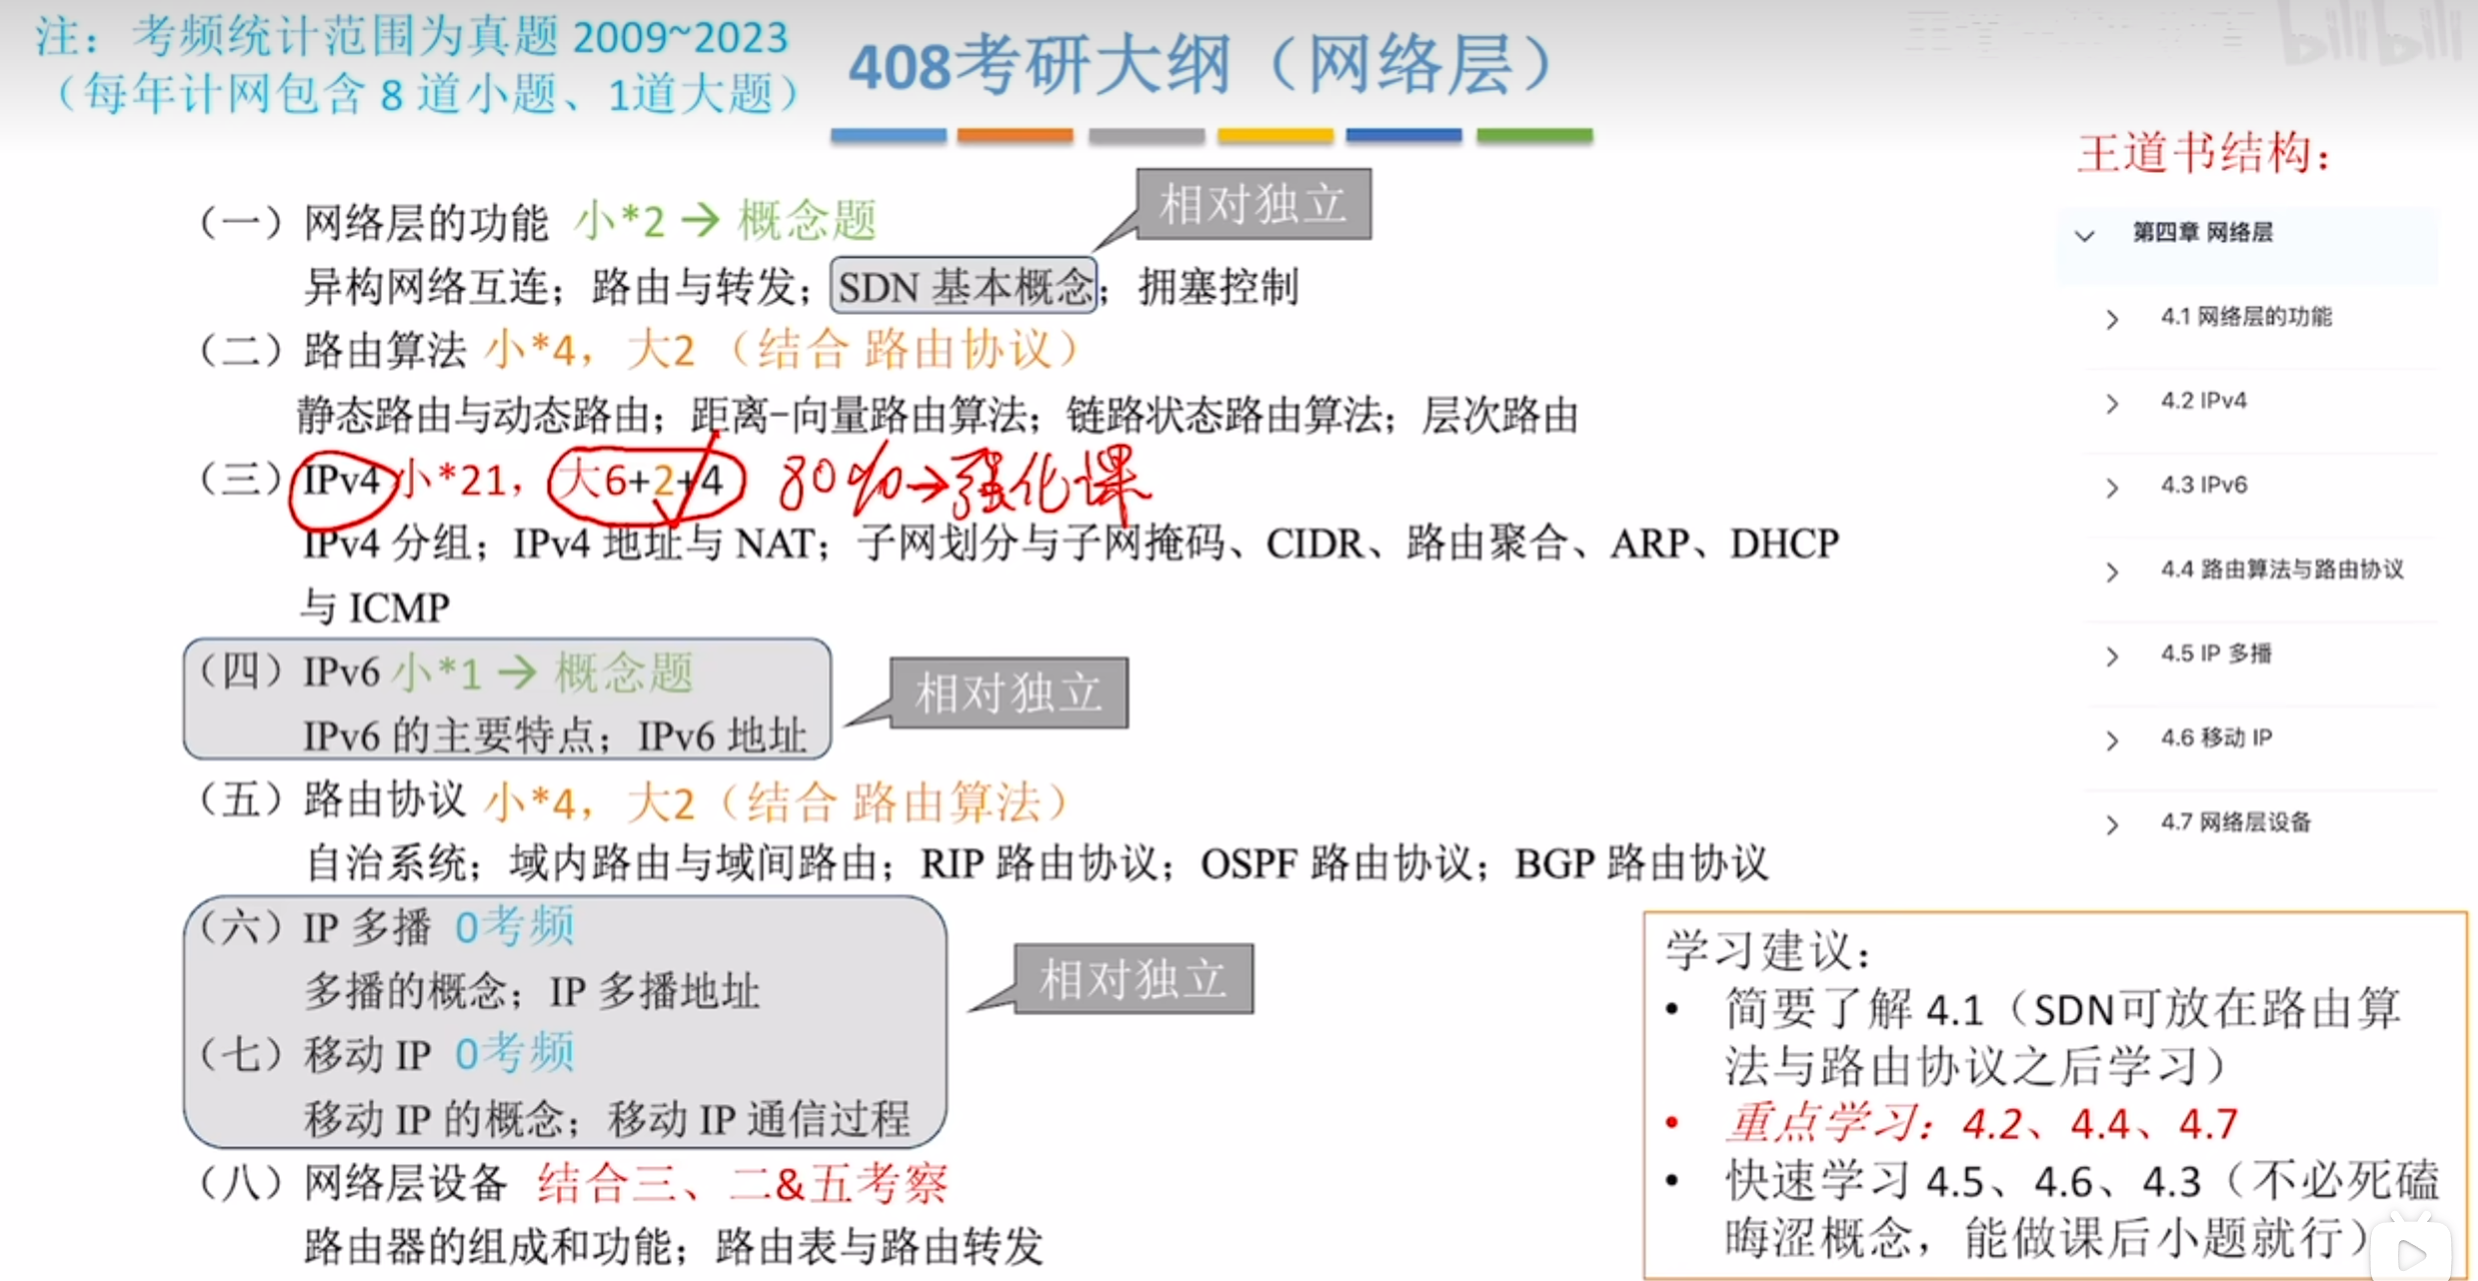 注：考频统计范围为真题 2009~2023
（每年计网包含 8 道小题、1道大题）
408考研大纲（网络层）
bilibili
相对独立
（一）网络层的功能 小*2 → 概念题
异构网络互连；路由与转发；SDN 基本概念；拥塞控制
（二）路由算法 小*4，大2 （结合 路由协议）
静态路由与动态路由；距离-向量路由算法；链路状态路由算法；层次路由
（三）IPv4 小*21，大6+2+4 80%→强化课
IPv4 分组；IPv4 地址与 NAT；子网划分与子网掩码、CIDR、路由聚合、ARP、DHCP
与 ICMP
（四）IPv6 小*1 → 概念题
IPv6 的主要特点；IPv6 地址
相对独立
（五）路由协议 小*4，大2（结合 路由算法）
自治系统；域内路由与域间路由；RIP 路由协议；OSPF 路由协议；BGP 路由协议
（六）IP 多播 0考频
多播的概念；IP 多播地址
相对独立
（七）移动 IP 0考频
移动 IP 的概念；移动 IP 通信过程
（八）网络层设备 结合三、二&五考察
路由器的组成和功能；路由表与路由转发
王道书结构：
第四章 网络层
4.1 网络层的功能
4.2 IPv4
4.3 IPv6
4.4 路由算法与路由协议
4.5 IP 多播
4.6 移动 IP
4.7 网络层设备
学习建议：
• 简要了解 4.1（SDN可放在路由算
法与路由协议之后学习）
• 重点学习：4.2、4.4、4.7
• 快速学习 4.5、4.6、4.3（不必死磕
晦涩概念，能做课后小题就行）